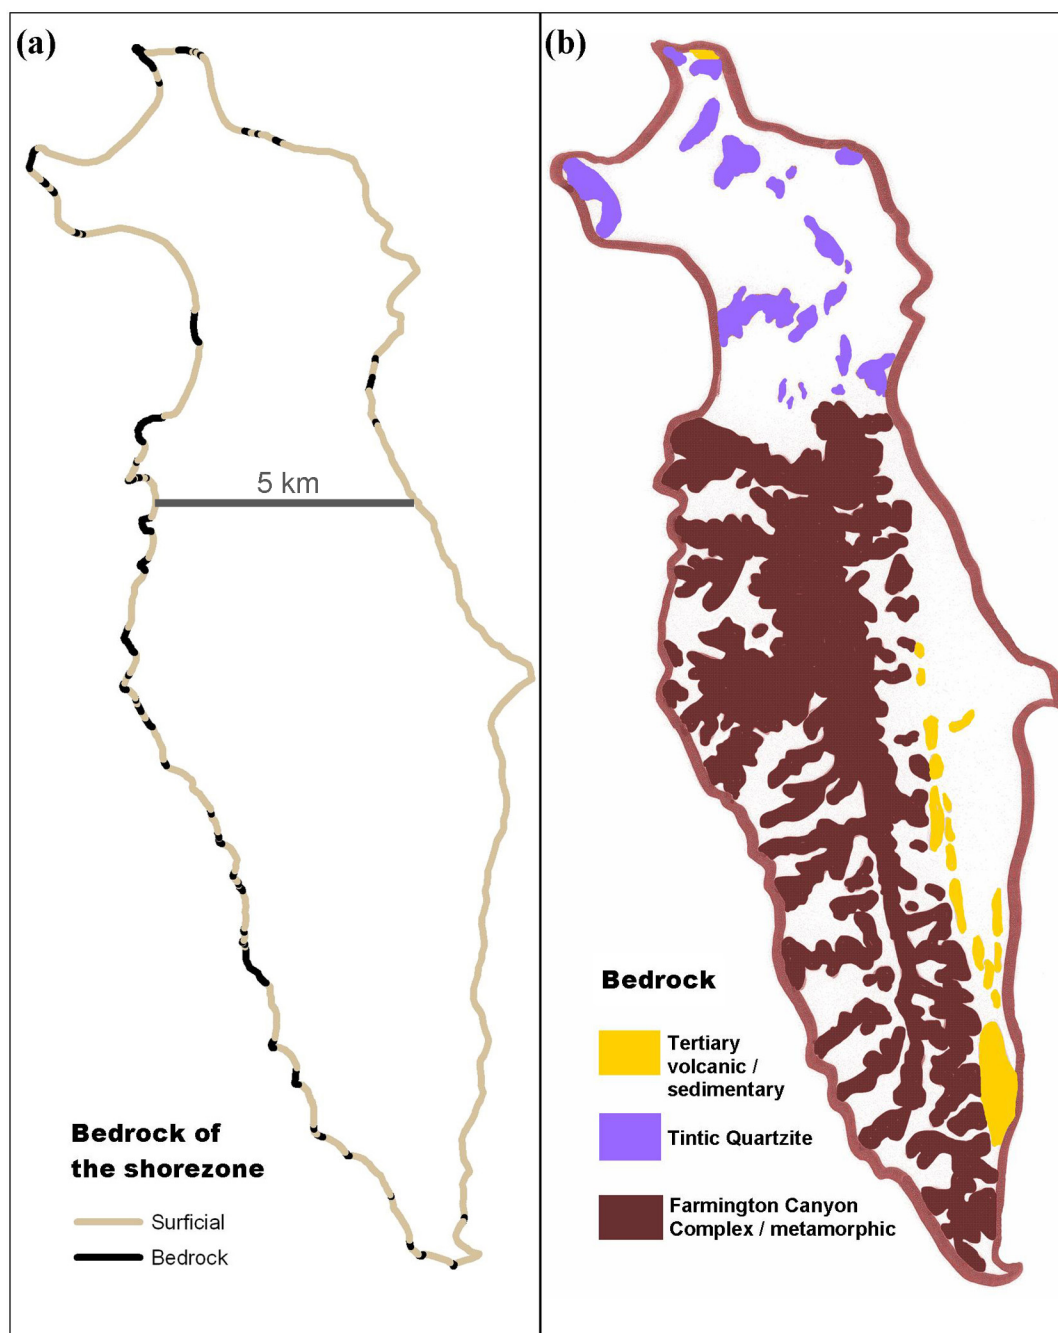 (a)
5 km
Bedrock of
the shorezone
Surficial
Bedrock
(b)
Bedrock
Tertiary
volcanic /
sedimentary
Tintic Quartzite
Farmington Canyon
Complex / metamorphic